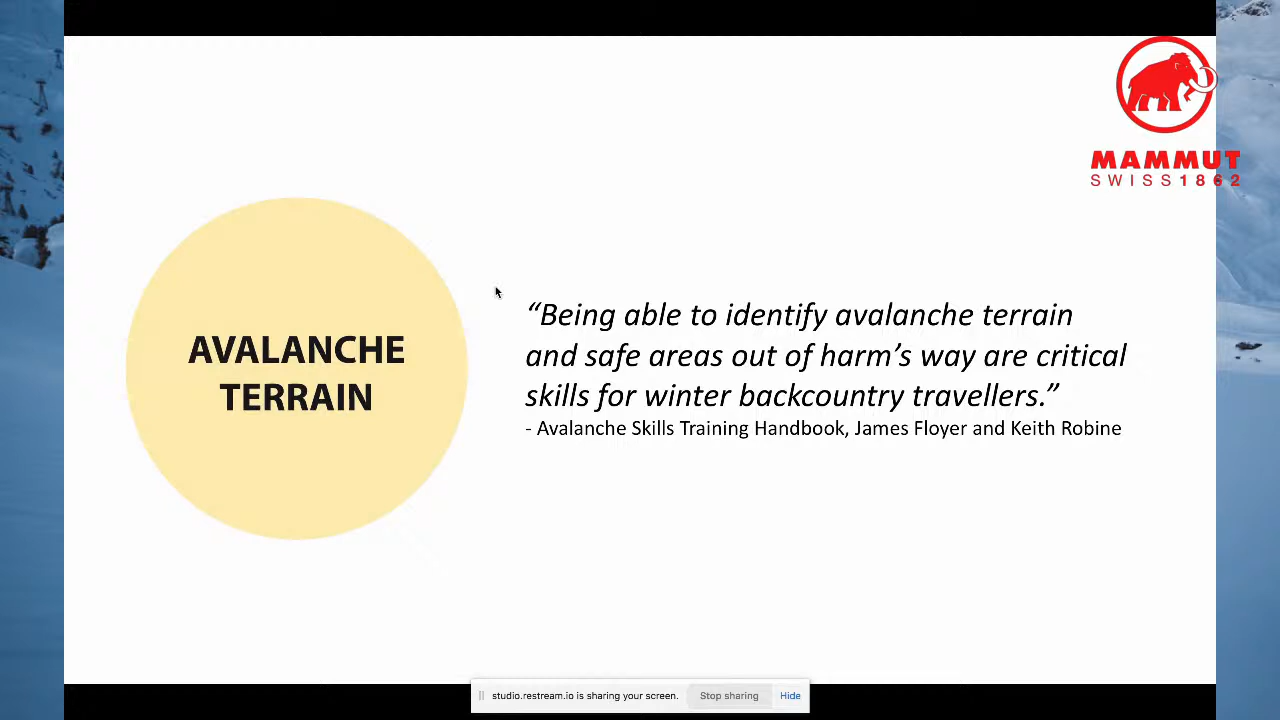 MAMMUT
SWISS 1862
AVALANCHE
TERRAIN
“Being able to identify avalanche terrain
and safe areas out of harm’s way are critical
skills for winter backcountry travellers.”
- Avalanche Skills Training Handbook, James Floyer and Keith Robine
studio.restream.io is sharing your screen. Stop sharing Hide